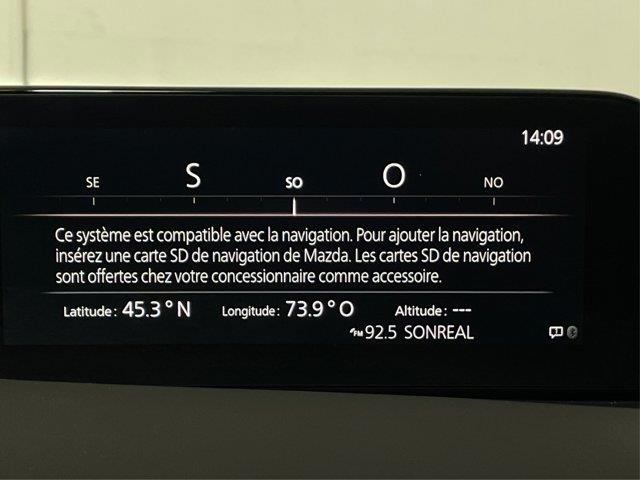 14:09
SE S SO O NO
Ce système est compatible avec la navigation. Pour ajouter la navigation,
insérez une carte SD de navigation de Mazda. Les cartes SD de navigation
sont offertes chez votre concessionnaire comme accessoire.
Latitude: 45.3°N Longitude: 73.9°O Altitude: ---
FM 92.5 SONREAL